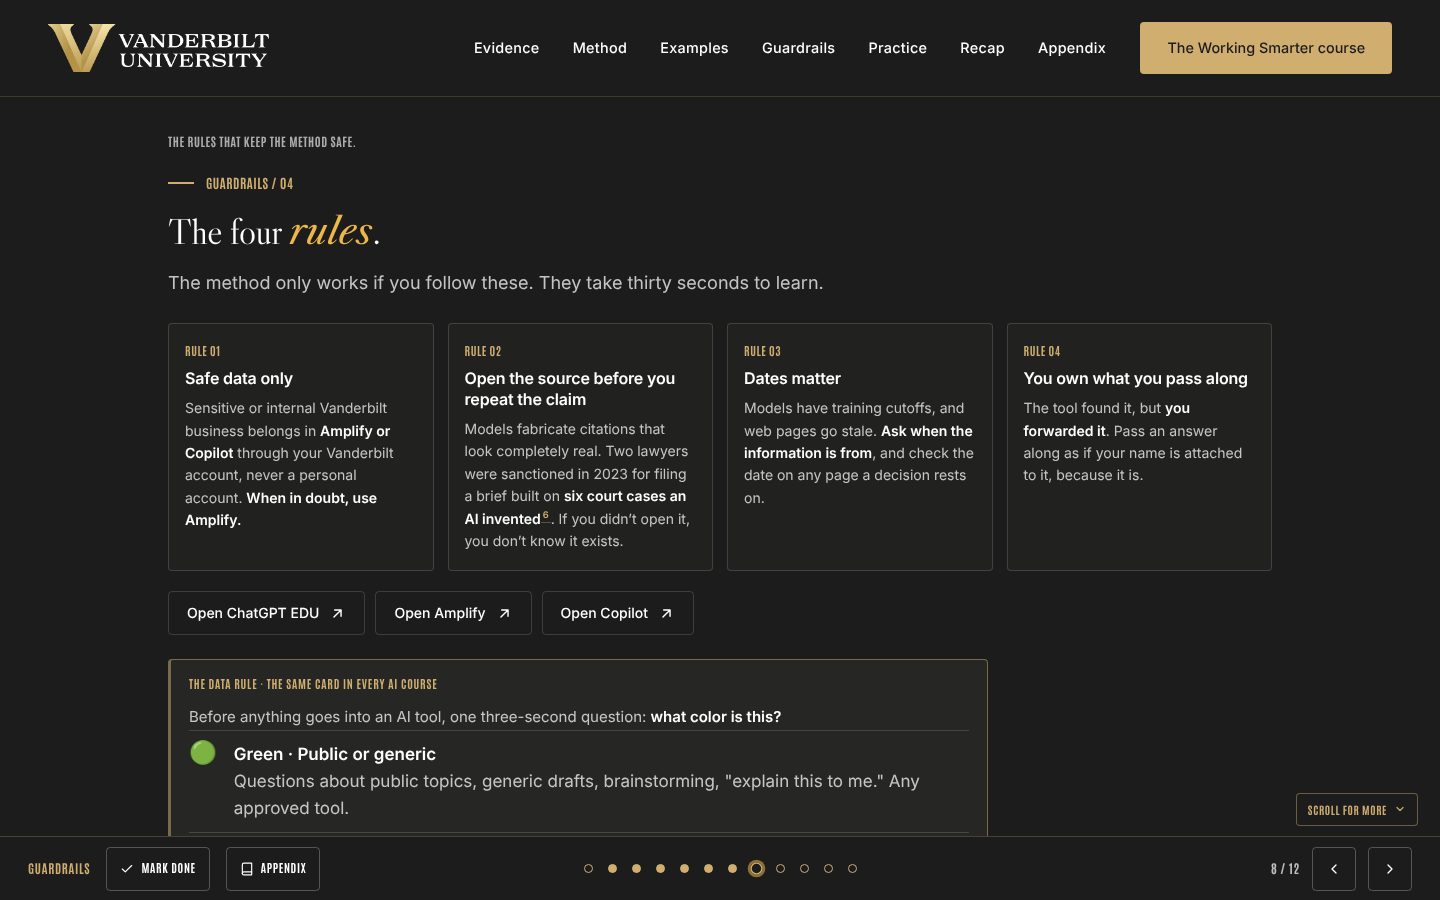 VANDERBILT
UNIVERSITY
Evidence
Method
Examples
Guardrails
Practice
Recap
Appendix
The Working Smarter course
THE RULES THAT KEEP THE METHOD SAFE.
GUARDRAILS / 04
The four rules.
The method only works if you follow these. They take thirty seconds to learn.
RULE 01
Safe data only
Sensitive or internal Vanderbilt
business belongs in Amplify or
Copilot through your Vanderbilt
account, never a personal
account. When in doubt, use
Amplify.
RULE 02
Open the source before you
repeat the claim
Models fabricate citations that
look completely real. Two lawyers
were sanctioned in 2023 for filing
a brief built on six court cases an
AI invented6. If you didn’t open it,
you don’t know it exists.
RULE 03
Dates matter
Models have training cutoffs, and
web pages go stale. Ask when the
information is from, and check the
date on any page a decision rests
on.
RULE 04
You own what you pass along
The tool found it, but you
forwarded it. Pass an answer
along as if your name is attached
to it, because it is.
Open ChatGPT EDU
Open Amplify
Open Copilot
THE DATA RULE · THE SAME CARD IN EVERY AI COURSE
Before anything goes into an AI tool, one three-second question: what color is this?
Green · Public or generic
Questions about public topics, generic drafts, brainstorming, "explain this to me." Any
approved tool.
SCROLL FOR MORE
GUARDRAILS
MARK DONE
APPENDIX
8 / 12